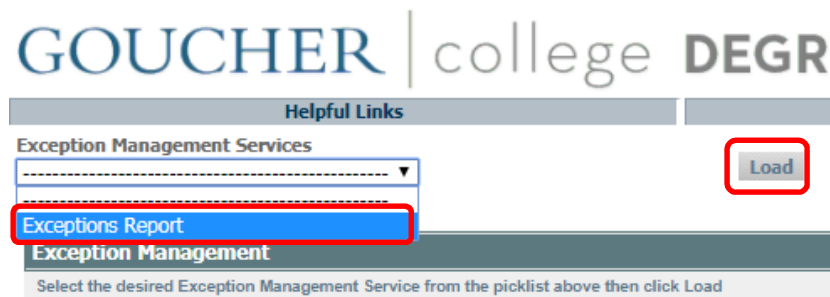 GOUCHER | college DEGR
Helpful Links
Exception Management Services
--------------------------------------------------
Load
--------------------------------------------------
Exceptions Report
Exception Management
Select the desired Exception Management Service from the picklist above then click Load